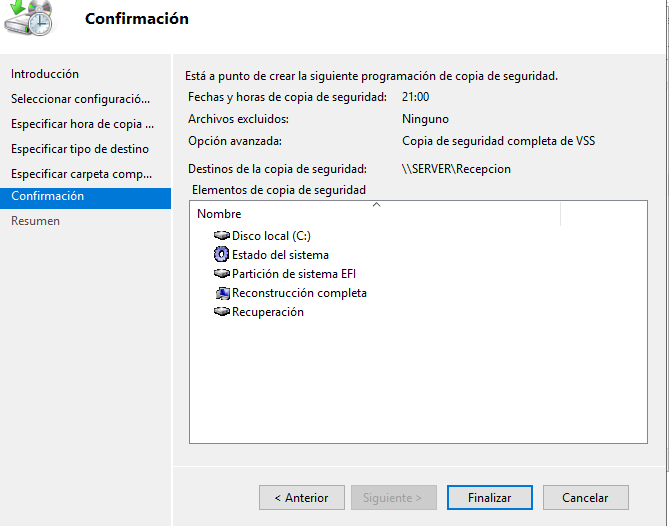 Confirmación
Introducción
Seleccionar configuració...
Especificar hora de copia ...
Especificar tipo de destino
Especificar carpeta comp...
Confirmación
Resumen
Está a punto de crear la siguiente programación de copia de seguridad.
Fechas y horas de copia de seguridad: 21:00
Archivos excluidos: Ninguno
Opción avanzada: Copia de seguridad completa de VSS
Destinos de la copia de seguridad: \\SERVER\Recepcion
Elementos de copia de seguridad
Nombre
Disco local (C:)
Estado del sistema
Partición de sistema EFI
Reconstrucción completa
Recuperación
< Anterior Siguiente > Finalizar Cancelar